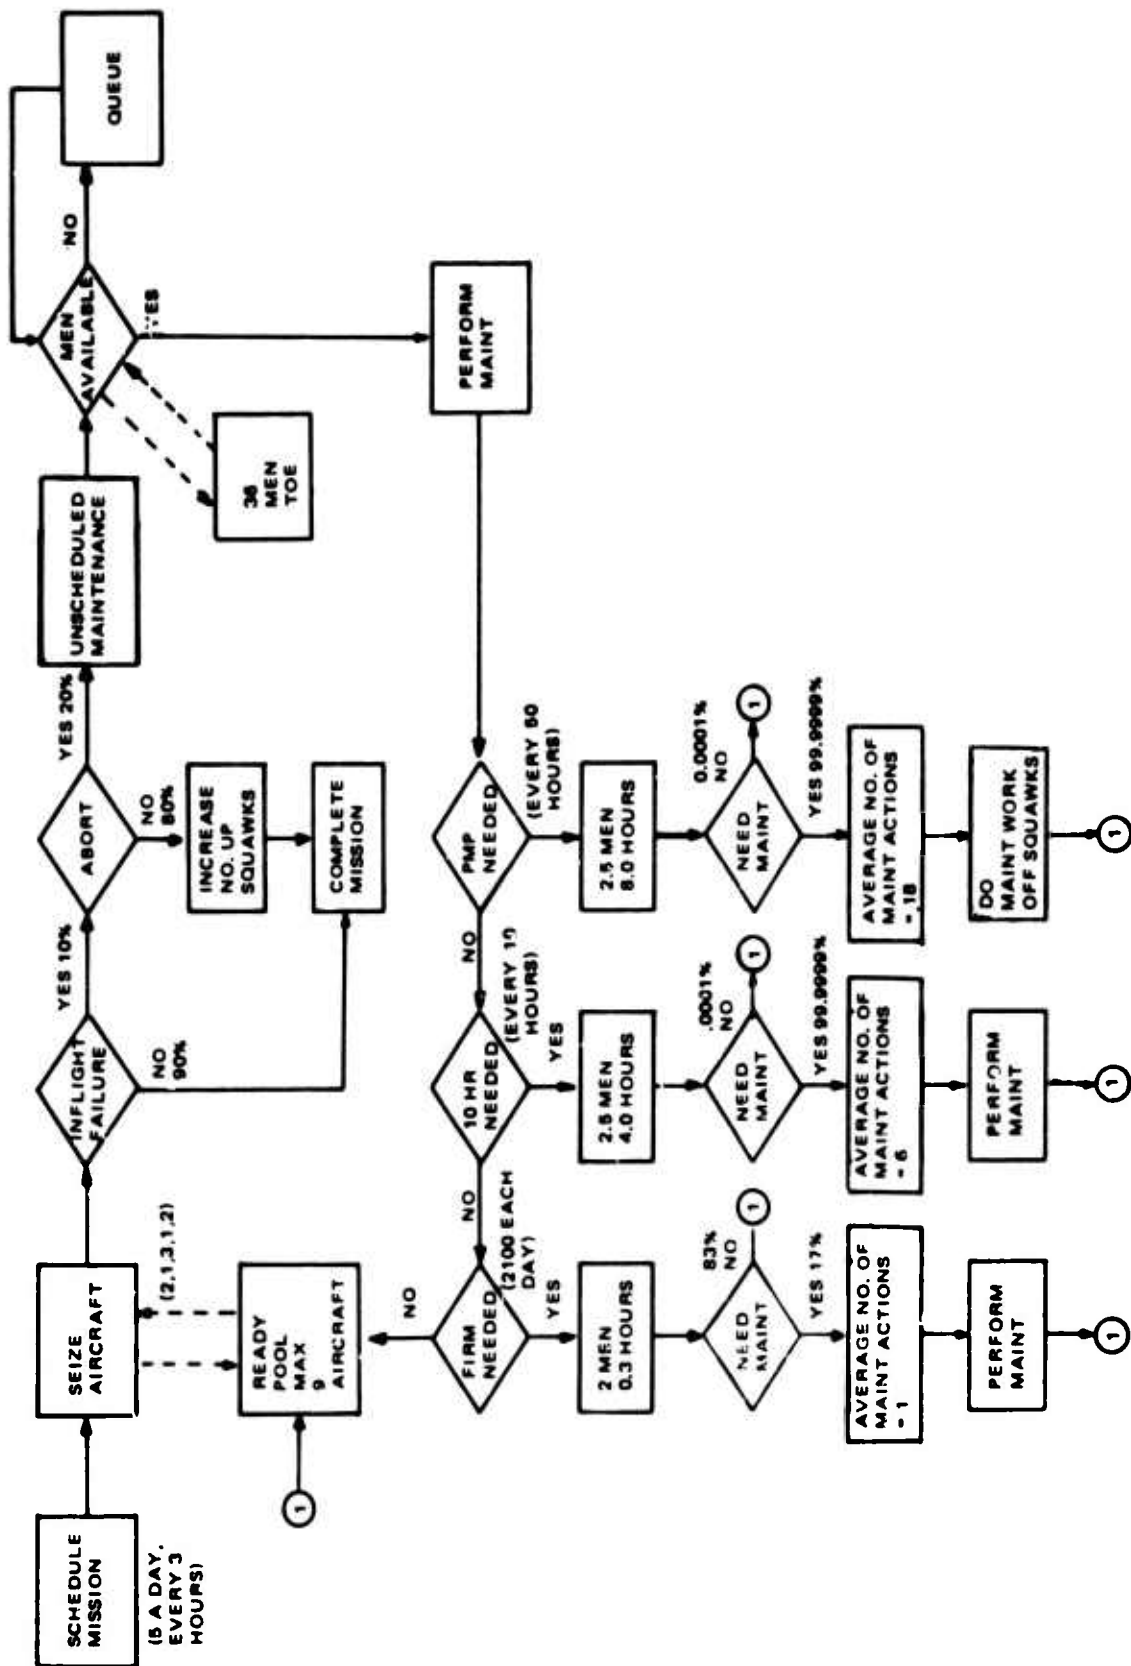 SCHEDULE
MISSION
(5 A DAY.
EVERY 3
HOURS)
SEIZE
AIRCRAFT
(2,1,3,1,2)
READY
POOL
MAX
9
AIRCRAFT
1
INFLIGHT
FAILURE
YES 10%
NO
90%
ABORT
YES 20%
NO
80%
INCREASE
NO. UP
SQUAWKS
COMPLETE
MISSION
UNSCHEDULED
MAINTENANCE
MEN
AVAILABLE
NO
QUEUE
YES
36
MEN
TOE
PERFORM
MAINT
PMP
NEEDED
(EVERY 50
HOURS)
NO
2.5 MEN
8.0 HOURS
NEED
MAINT
0.0001%
NO
1
YES 99.9999%
AVERAGE NO. OF
MAINT ACTIONS
= 18
DO
MAINT WORK
OFF SQUAWKS
1
10 HR
NEEDED
(EVERY 10
HOURS)
YES
NO
2.5 MEN
4.0 HOURS
NEED
MAINT
.0001%
NO
1
YES 99.9999%
AVERAGE NO. OF
MAINT ACTIONS
= 6
PERFORM
MAINT
1
FIRM
NEEDED
(2100 EACH
DAY)
NO
YES
2 MEN
0.3 HOURS
NEED
MAINT
83%
NO
1
YES 17%
AVERAGE NO. OF
MAINT ACTIONS
= 1
PERFORM
MAINT
1